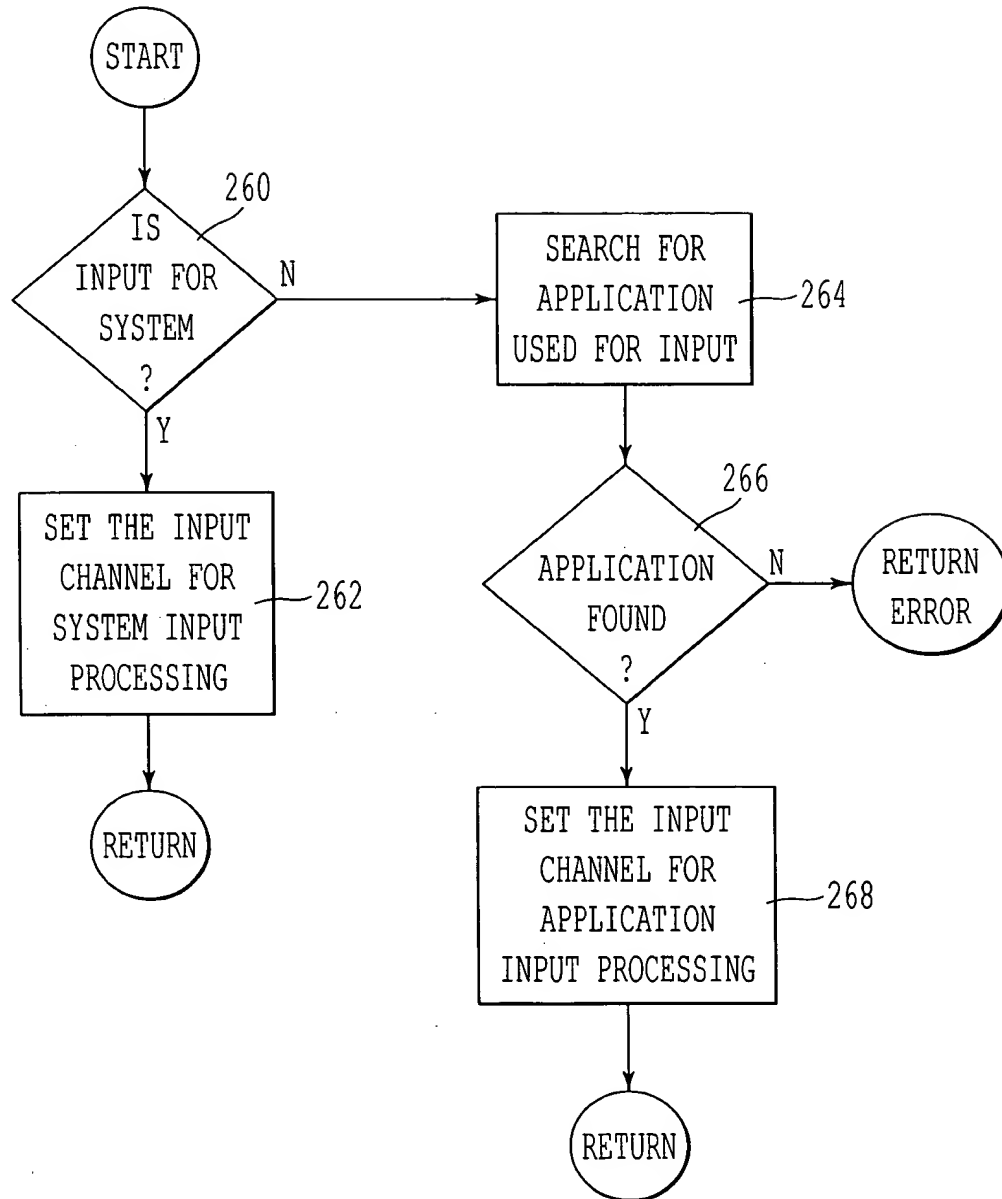 START
260
IS
INPUT FOR
SYSTEM
?
N
Y
SET THE INPUT
CHANNEL FOR
SYSTEM INPUT
PROCESSING
262
RETURN
SEARCH FOR
APPLICATION
USED FOR INPUT
264
266
APPLICATION
FOUND
?
N
RETURN
ERROR
Y
SET THE INPUT
CHANNEL FOR
APPLICATION
INPUT PROCESSING
268
RETURN